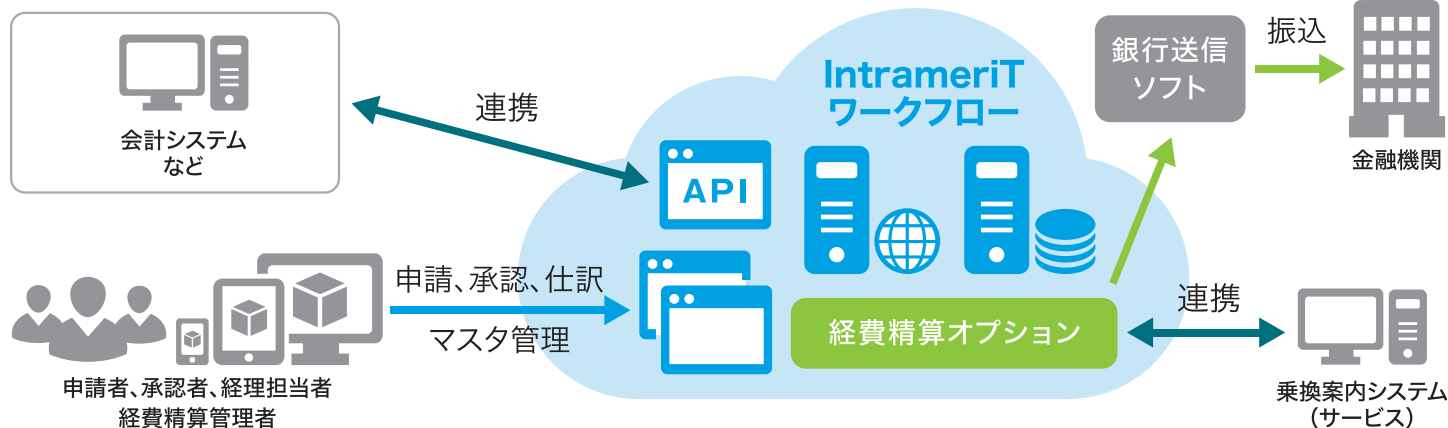 会計システム
など
連携
IntrameriT
ワークフロー
API
銀行送信
ソフト
振込
金融機関
申請、承認、仕訳
マスタ管理
経費精算オプション
連携
申請者、承認者、経理担当者
経費精算管理者
乗換案内システム
（サービス）